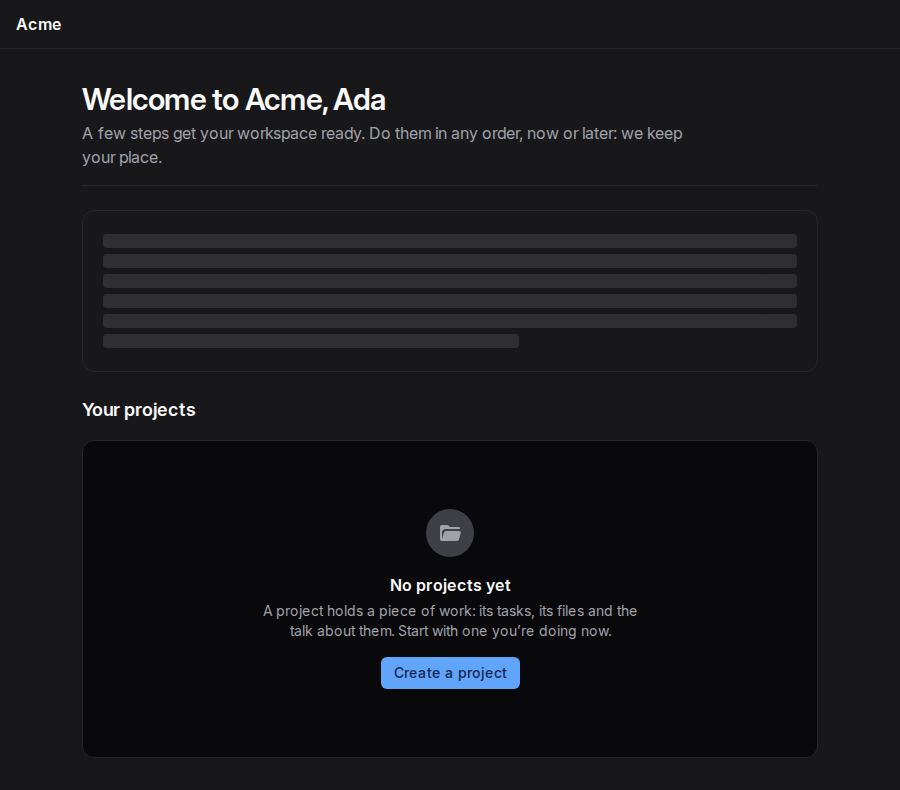 Acme
Welcome to Acme, Ada
A few steps get your workspace ready. Do them in any order, now or later: we keep
your place.
Your projects
No projects yet
A project holds a piece of work: its tasks, its files and the
talk about them. Start with one you’re doing now.
Create a project